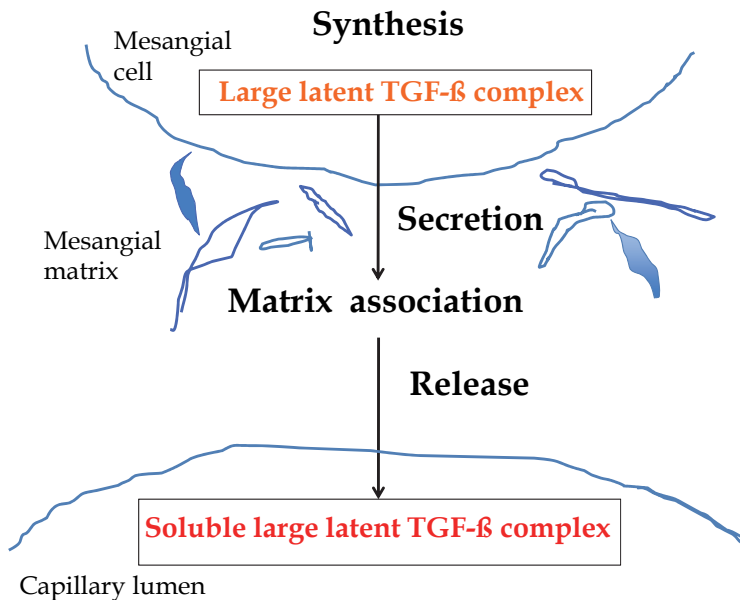 Synthesis
Mesangial
cell
Large latent TGF-ß complex
Secretion
Mesangial
matrix
Matrix association
Release
Soluble large latent TGF-ß complex
Capillary lumen